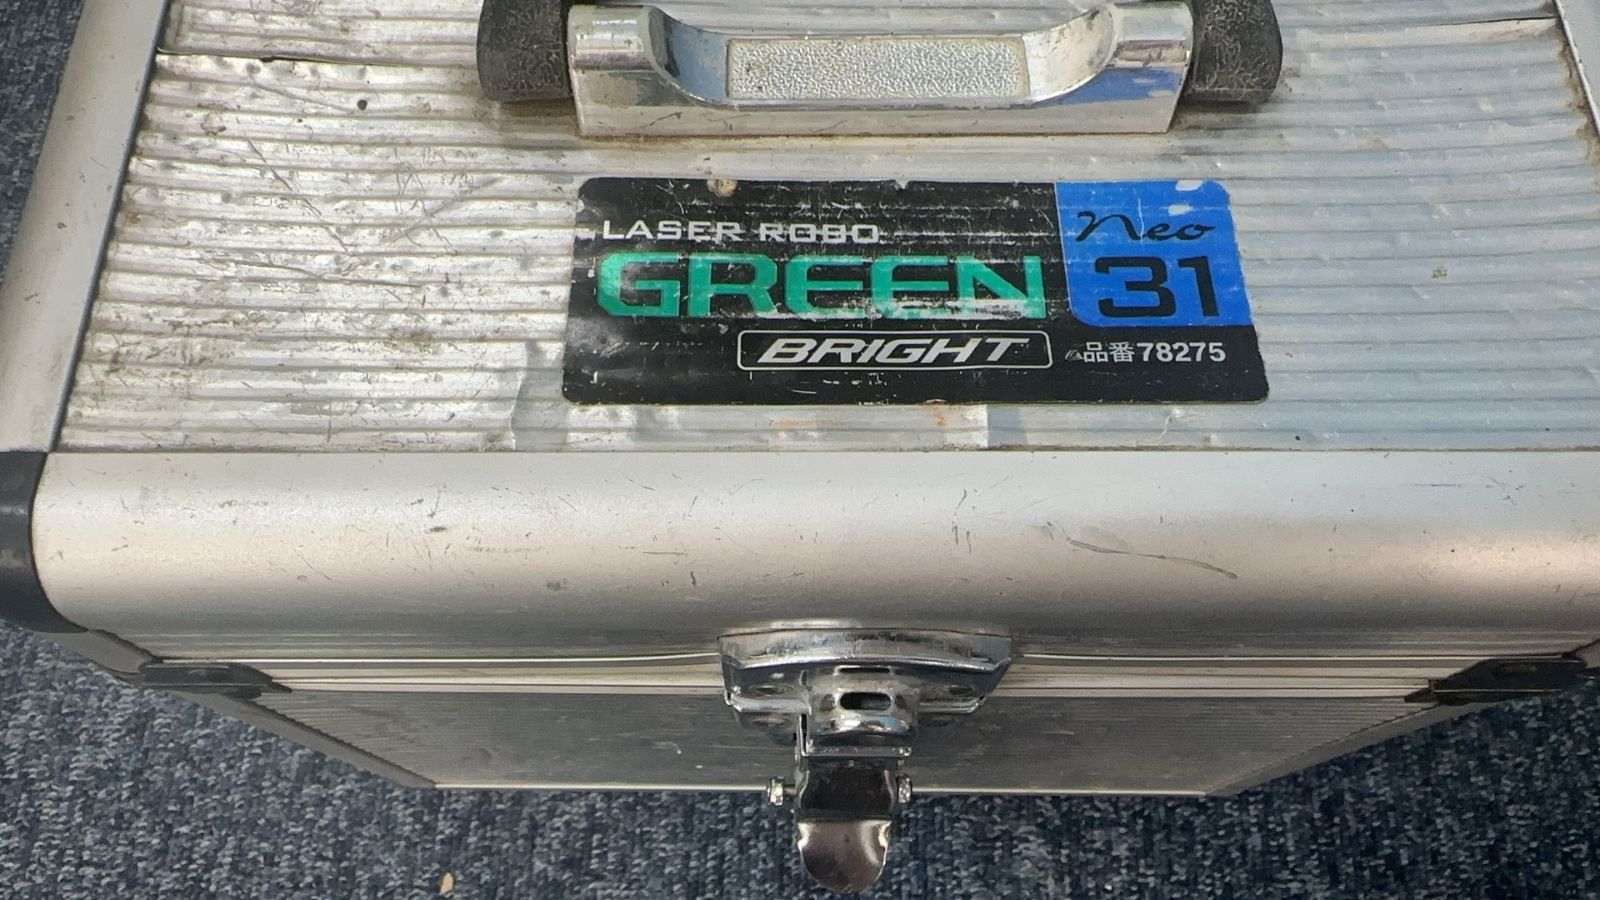 LASER ROBO
GREEN
Neo
31
BRIGHT
品番78275